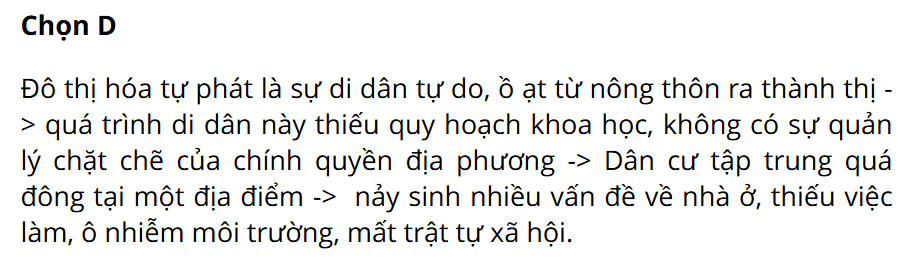 Chọn D
Đô thị hóa tự phát là sự di dân tự do, ồ ạt từ nông thôn ra thành thị -
> quá trình di dân này thiếu quy hoạch khoa học, không có sự quản
lý chặt chẽ của chính quyền địa phương -> Dân cư tập trung quá
đông tại một địa điểm -> nảy sinh nhiều vấn đề về nhà ở, thiếu việc
làm, ô nhiễm môi trường, mất trật tự xã hội.